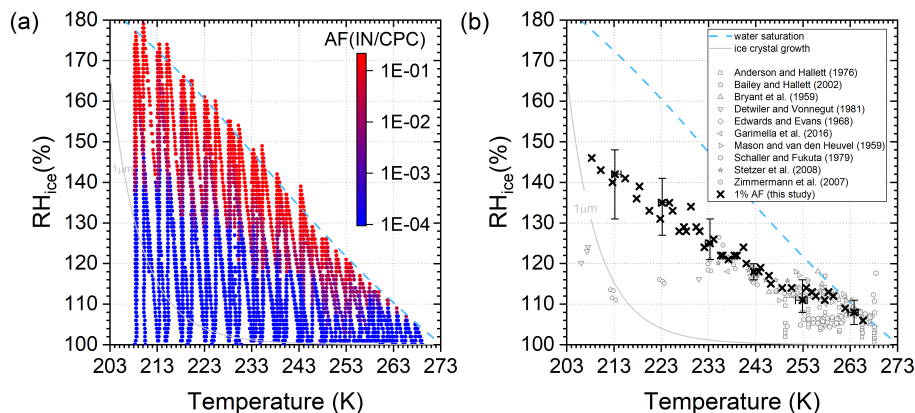 (a)
AF(IN/CPC)
1E-01
1E-02
1E-03
1E-04
1µm
RHice(%)
180
170
160
150
140
130
120
110
100
203 213 223 233 243 253 263 273
Temperature (K)
(b)
water saturation
ice crystal growth
Anderson and Hallett (1976)
Bailey and Hallett (2002)
Bryant et al. (1959)
Detwiler and Vonnegut (1981)
Edwards and Evans (1968)
Garimella et al. (2016)
Mason and van den Heuvel (1959)
Schaller and Fukuta (1979)
Stetzer et al. (2008)
Zimmermann et al. (2007)
1% AF (this study)
1µm
RHice(%)
180
170
160
150
140
130
120
110
100
203 213 223 233 243 253 263 273
Temperature (K)